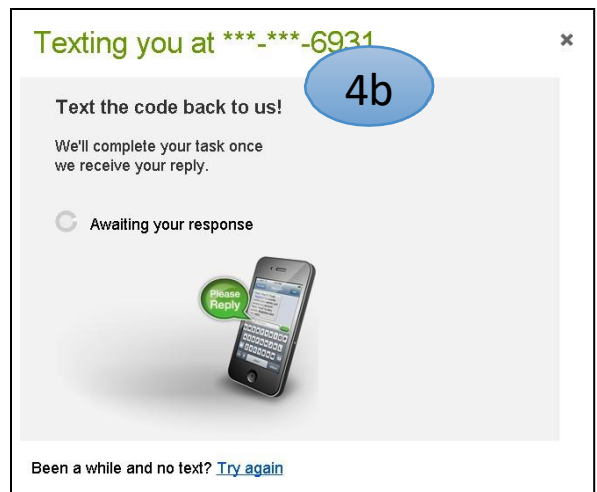 Texting you at ***-***-6931
4b
Text the code back to us!
We'll complete your task once
we receive your reply.
Awaiting your response
Please
Reply
Been a while and no text? Try again